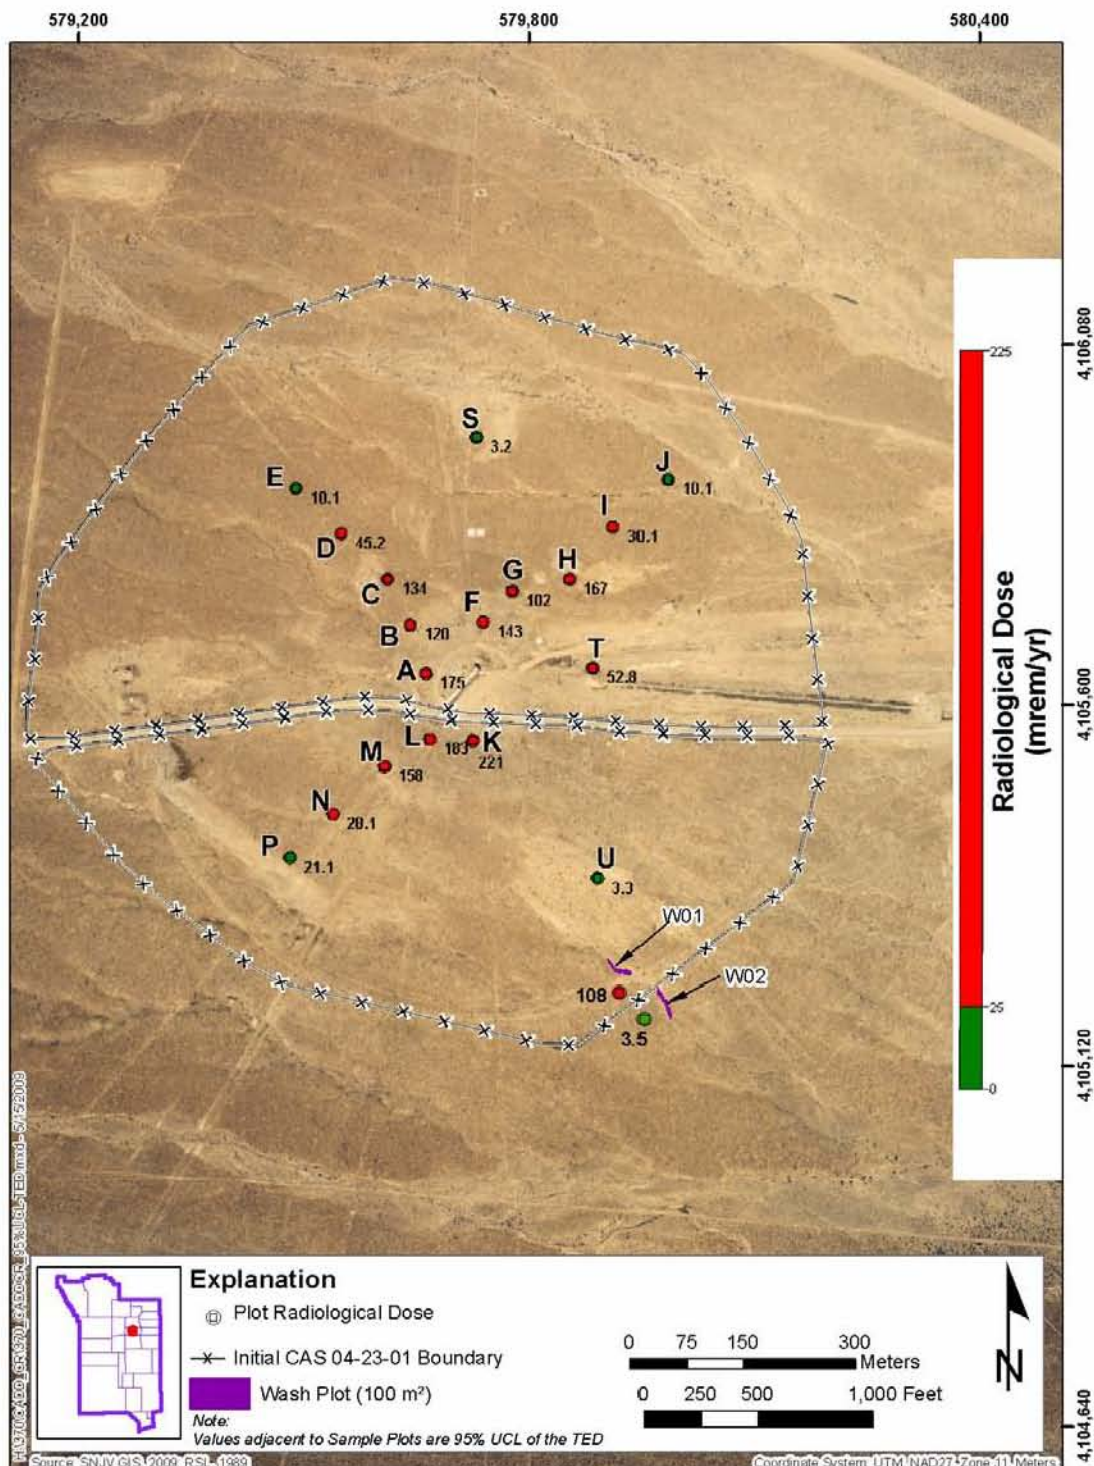 579,200
579,800
580,400
4,106,080
4,105,600
4,105,120
4,104,640
S
3.2
E
10.1
J
10.1
I
30.1
D
45.2
H
167
G
102
C
134
F
143
B
120
T
52.8
A
175
L
183
K
221
M
158
N
28.1
P
21.1
U
3.3
W01
W02
108
3.5
225
25
0
Radiological Dose
(mrem/yr)
Explanation
Plot Radiological Dose
Initial CAS 04-23-01 Boundary
Wash Plot (100 m²)
Note:
Values adjacent to Sample Plots are 95% UCL of the TED
0 75 150 300
Meters
0 250 500 1,000 Feet
N
Source: SNJV GIS, 2009; RSL, 1989
Coordinate System: UTM, NAD27, Zone 11, Meters